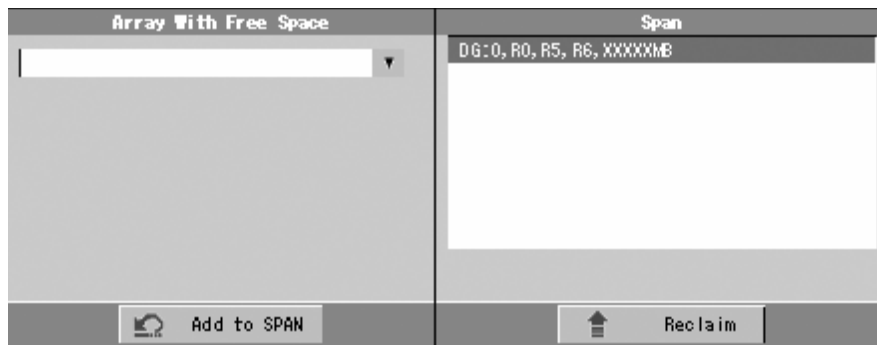 Array With Free Space
Span
DG:0, R0, R5, R6, XXXXXMB
Add to SPAN
Reclaim